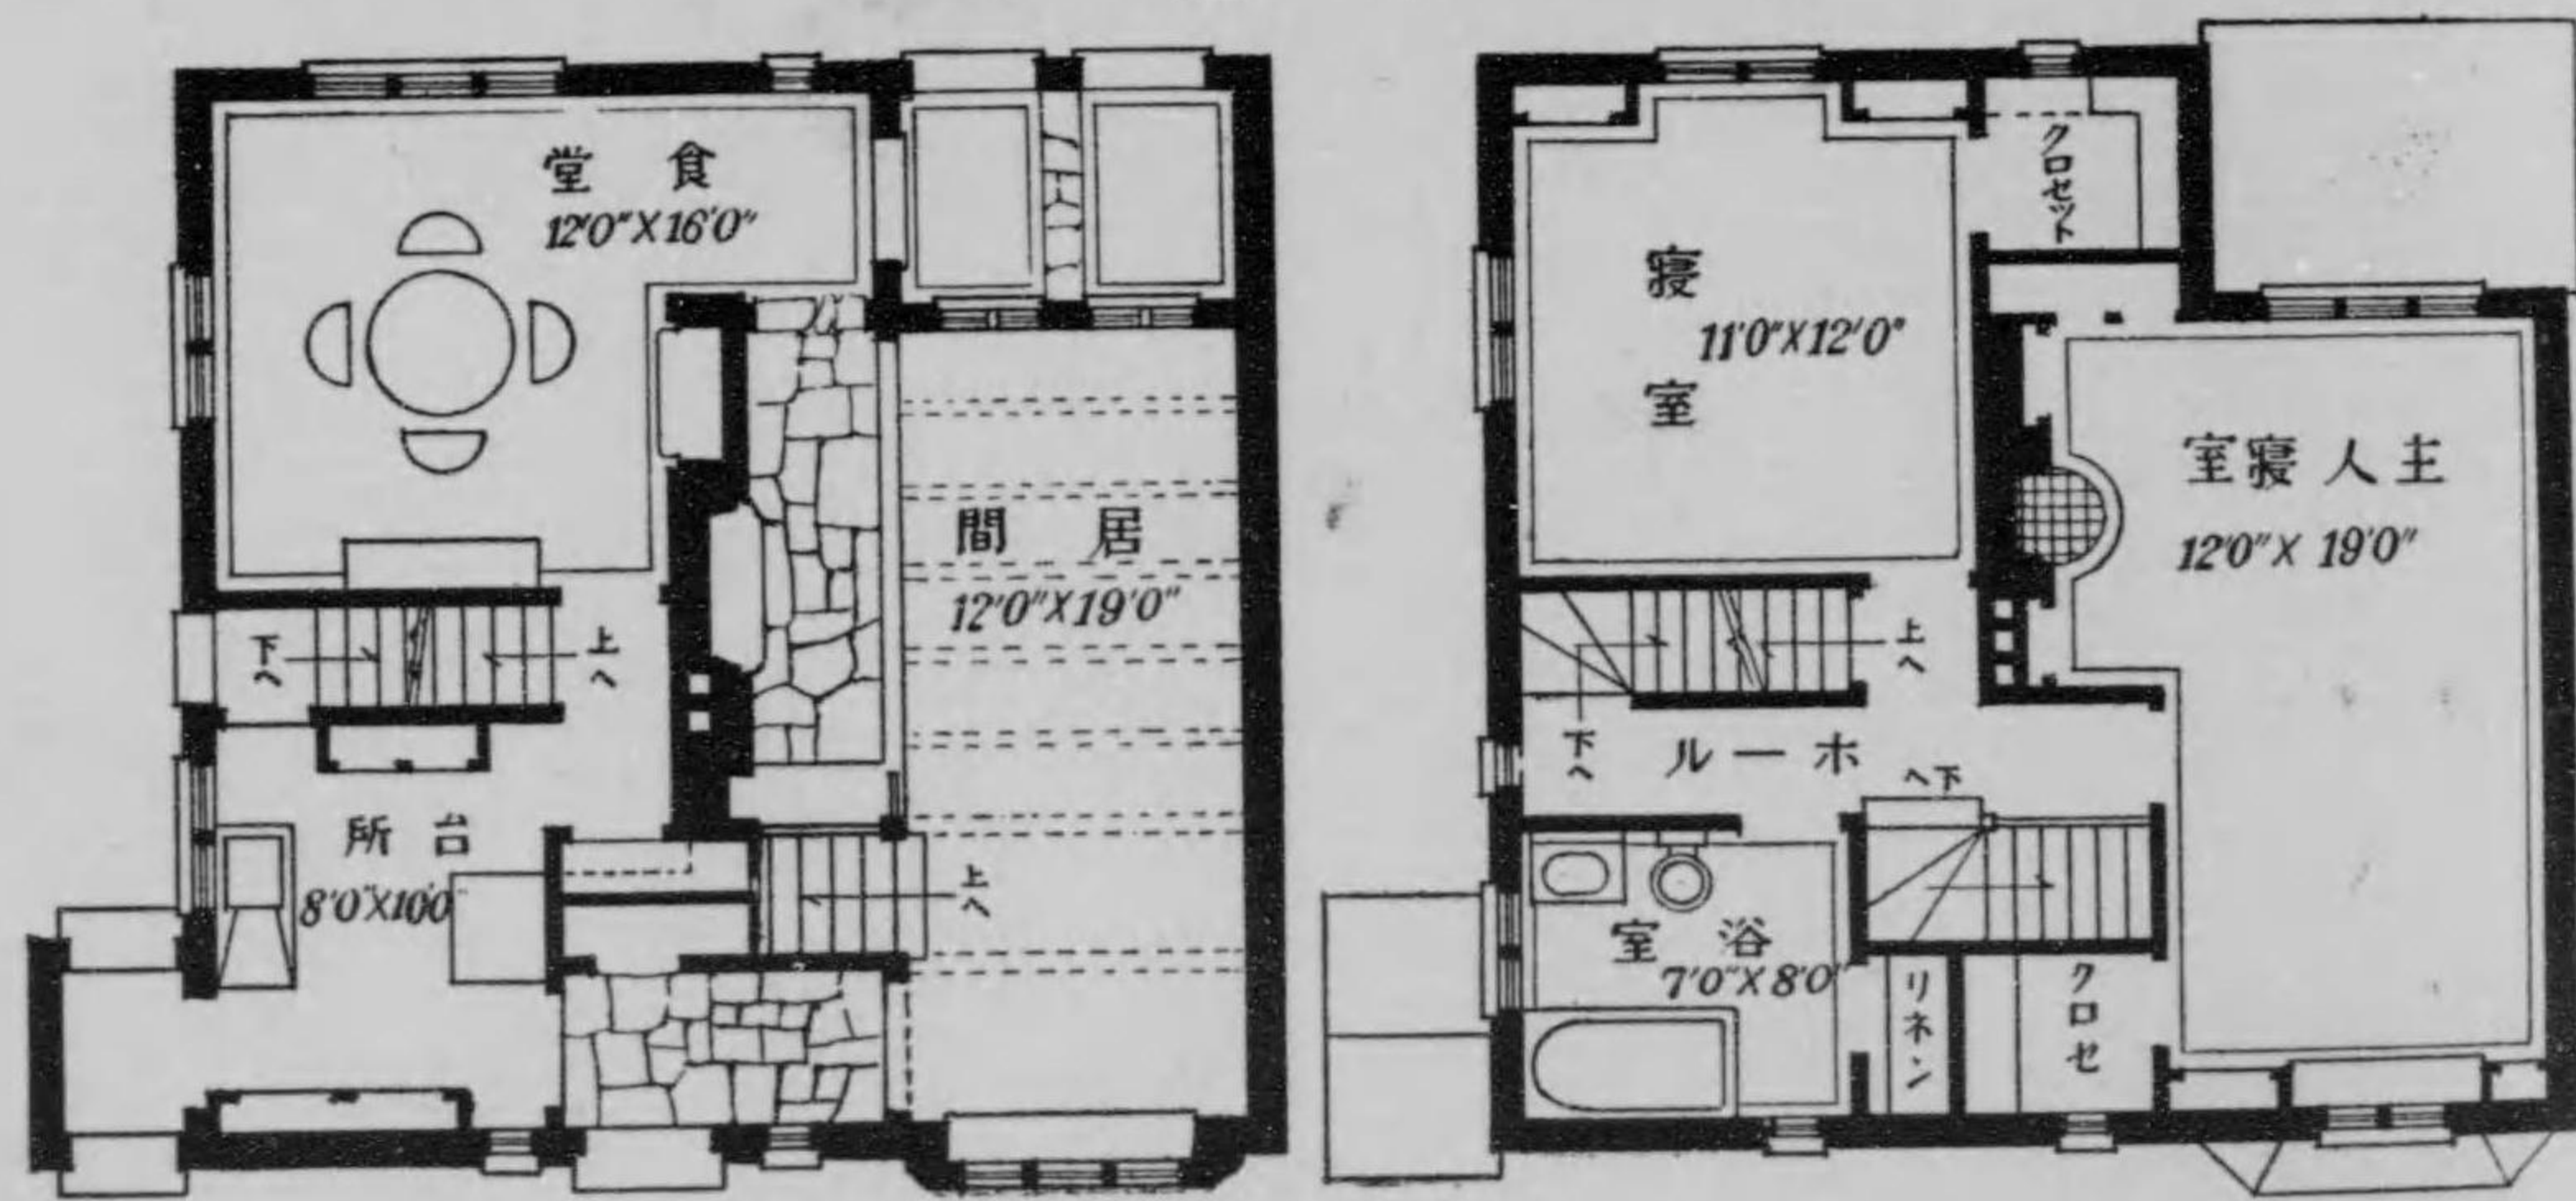 堂食
12'0"X16'0"
間居
12'0"X19'0"
下へ
上へ
所台
8'0"X10'0"
上へ
クロセット
寝室
11'0"X12'0"
室寝人主
12'0"X 19'0"
上へ
下へ
ルーホ
へ下
室浴
7'0"X8'0"
リネン
クロセ